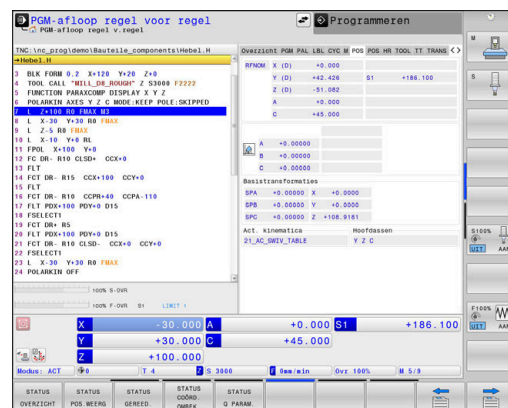 PGM-afloop regel voor regel
PGM-afloop regel v.regel
Programmeren
TNC:\nc_prog\demo\Bauteile_components\Hebel.H
→Hebel.H
3 BLK FORM 0.2 X+120 Y+20 Z+0
4 TOOL CALL "MILL_D8_ROUGH" Z S3000 F2222
5 FUNCTION PARAXCOMP DISPLAY X Y Z
6 POLARKIN AXES Y Z C MODE:KEEP POLE:SKIPPED
7 L Z+100 R0 FMAX M3
8 L X-30 Y+30 R0 FMAX
9 L Z-5 R0 FMAX
10 L X-10 Y+0 RL
11 FPOL X+100 Y+0
12 FC DR- R10 CLSD+ CCX+0
13 FLT
14 FCT DR- R15 CCX+100 CCY+0
15 FLT
16 FCT DR- R10 CCPR+40 CCPA-110
17 FLT PDX+100 PDY+0 D15
18 FSELECT1
19 FCT DR+ R5
20 FLT PDX+100 PDY+0 D15
21 FCT DR- R10 CLSD- CCX+0 CCY+0
22 FSELECT1
23 L X-30 Y+30 R0 FMAX
24 POLARKIN OFF
100% S-OVR
100% F-OVR S1 LIMIT 1
Overzicht PGM PAL LBL CYC M POS POS HR TOOL TT TRANS
RFNOM X (D) +0.000
Y (D) +42.426 S1 +186.100
Z (D) -51.082
A +0.000
C +45.000
A +0.00000
B +0.00000
C +0.00000
Basistransformaties
SPA +0.00000 X +0.0000
SPB +0.00000 Y +0.0000
SPC +0.00000 Z +108.9181
Act. kinematica Hoofdassen
21_AC_SWIV_TABLE Y Z C
X -30.000 A +0.000 S1 +186.100
Y +30.000 C +45.000
Z +100.000
Modus: ACT 0 T 4 Z S 3000 F 0mm/min Ovr 100% M 5/9
STATUS OVERZICHT
STATUS POS.WEERG
STATUS GEREED.
STATUS COÖRD. OMREK.
STATUS Q PARAM.
M
S
S100%
UIT AAN
F100%
UIT AAN